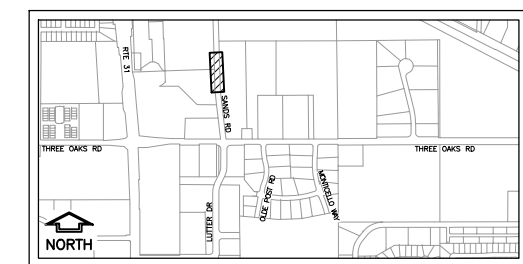 RTE 31
SANDS RD
THREE OAKS RD
THREE OAKS RD
OLDE POST RD
MONTICELLO WAY
LUTTER DR
NORTH